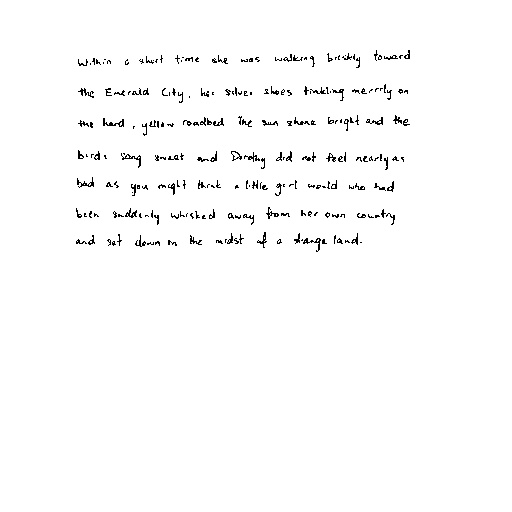 Within a short time she was walking briskly toward
the Emerald City, her silver shoes tinkling merrily on
the hard, yellow roadbed The sun shone bright and the
birds sang sweet and Dorothy did not feel nearly as
bad as you might think a little girl would who had
been suddenly whisked away from her own country
and set down in the midst of a strange land.